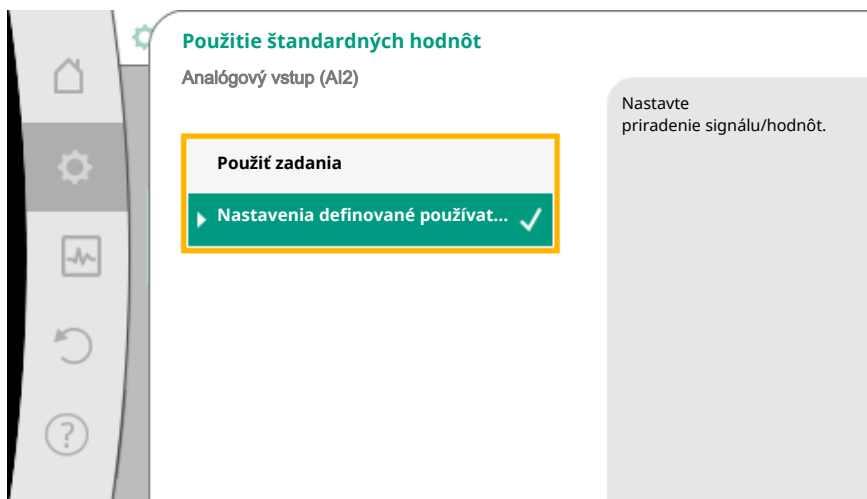 Použitie štandardných hodnôt
Analógový vstup (AI2)
Použiť zadania
Nastavenia definované používat...
Nastavte
priradenie signálu/hodnôt.
?